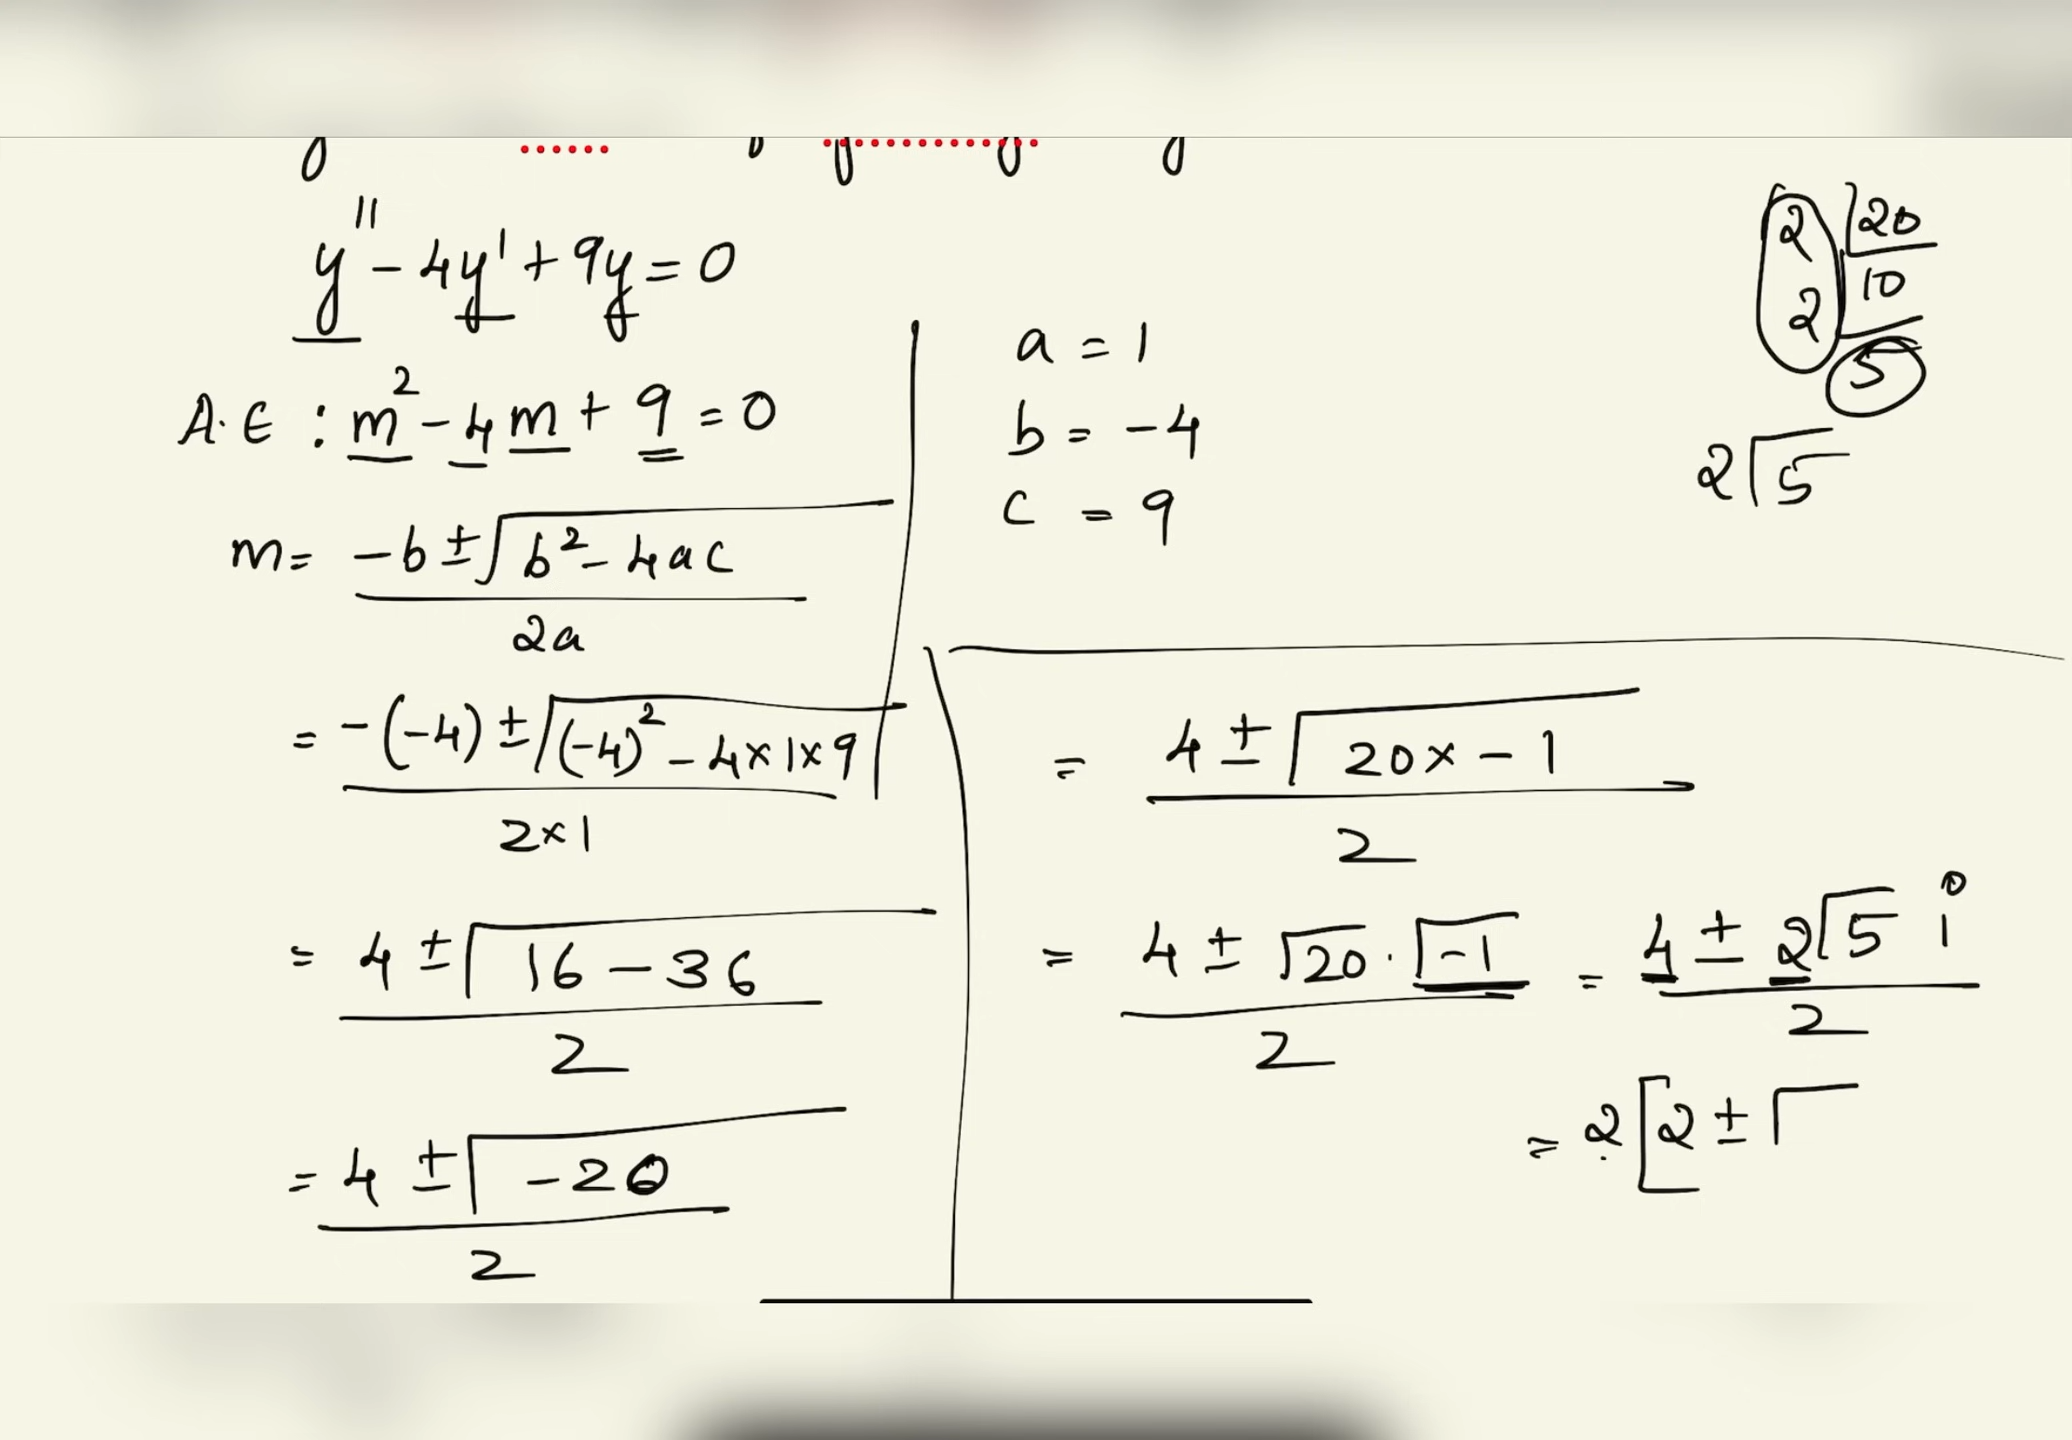 y'' - 4y' + 9y = 0
A.E : m² - 4m + 9 = 0
m = (-b ± √(b² - 4ac)) / 2a
= (-(-4) ± √((-4)² - 4×1×9)) / 2×1
= (4 ± √(16 - 36)) / 2
= (4 ± √(-20)) / 2
a = 1
b = -4
c = 9
2 | 20
2 | 10
5
2√5
= (4 ± √(20 × -1)) / 2
= (4 ± √20 · √-1) / 2 = (4 ± 2√5 i) / 2
= 2[2 ± √